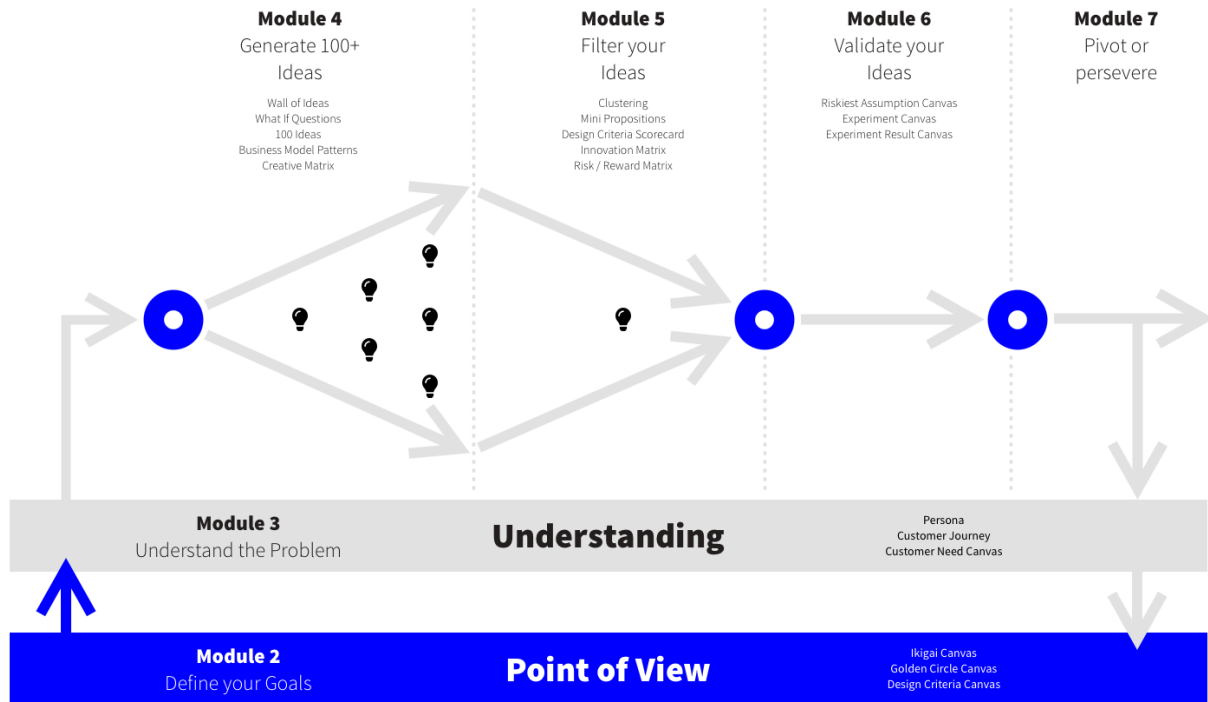 Module 4
Generate 100+
Ideas
Wall of Ideas
What If Questions
100 Ideas
Business Model Patterns
Creative Matrix
Module 5
Filter your
Ideas
Clustering
Mini Propositions
Design Criteria Scorecard
Innovation Matrix
Risk / Reward Matrix
Module 6
Validate your
Ideas
Riskiest Assumption Canvas
Experiment Canvas
Experiment Result Canvas
Module 7
Pivot or
persevere
Module 3
Understand the Problem
Understanding
Persona
Customer Journey
Customer Need Canvas
Module 2
Define your Goals
Point of View
Ikigai Canvas
Golden Circle Canvas
Design Criteria Canvas